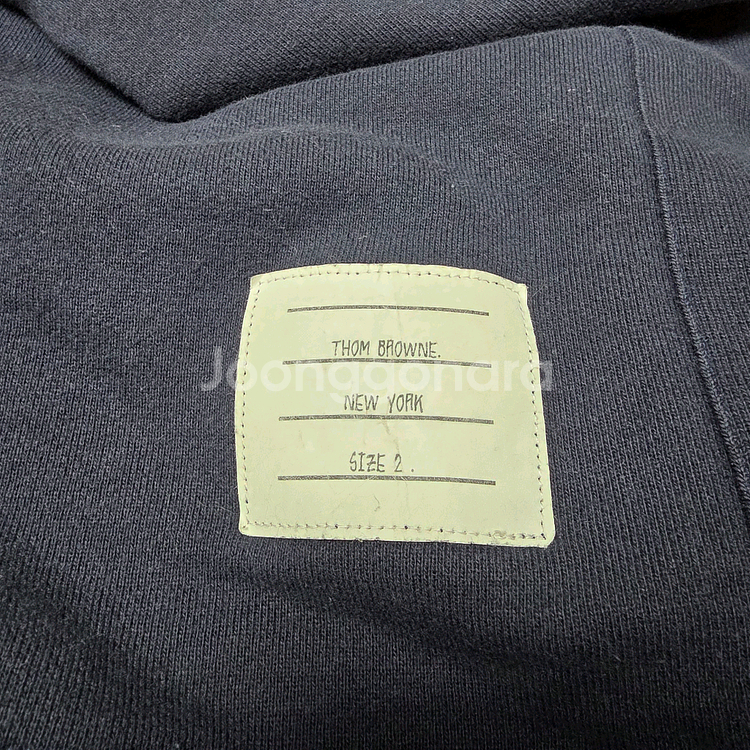 THOM BROWNE.
Joonggonara
NEW YORK
SIZE 2 .